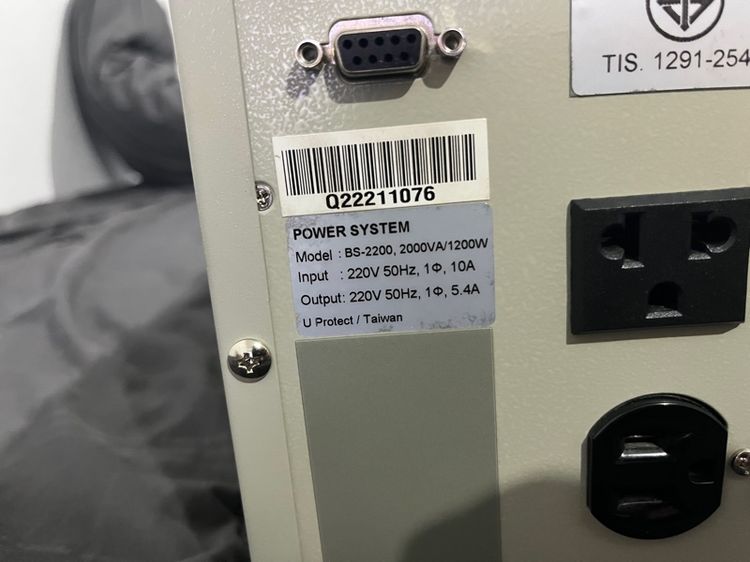 TIS. 1291-254
Q22211076
POWER SYSTEM
Model : BS-2200, 2000VA/1200W
Input : 220V 50Hz, 1Φ, 10A
Output: 220V 50Hz, 1Φ, 5.4A
U Protect / Taiwan